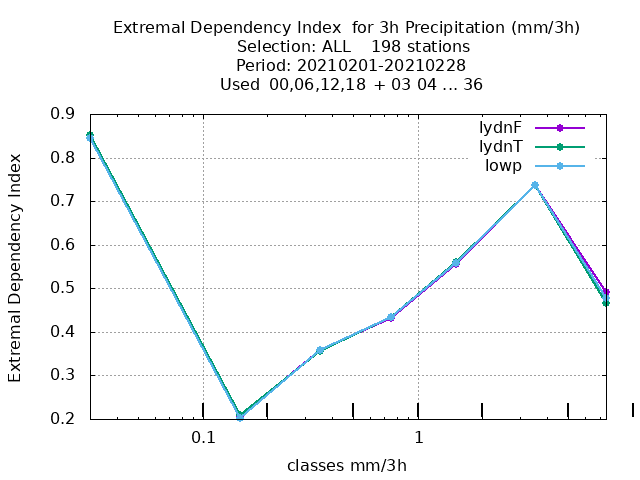 Extremal Dependency Index  for 3h Precipitation (mm/3h)
Selection: ALL    198 stations
Period: 20210201-20210228
Used 00,06,12,18 + 03 04 ... 36
lydnF
lydnT
lowp
Extremal Dependency Index
0.9
0.8
0.7
0.6
0.5
0.4
0.3
0.2
0.1 1
classes mm/3h